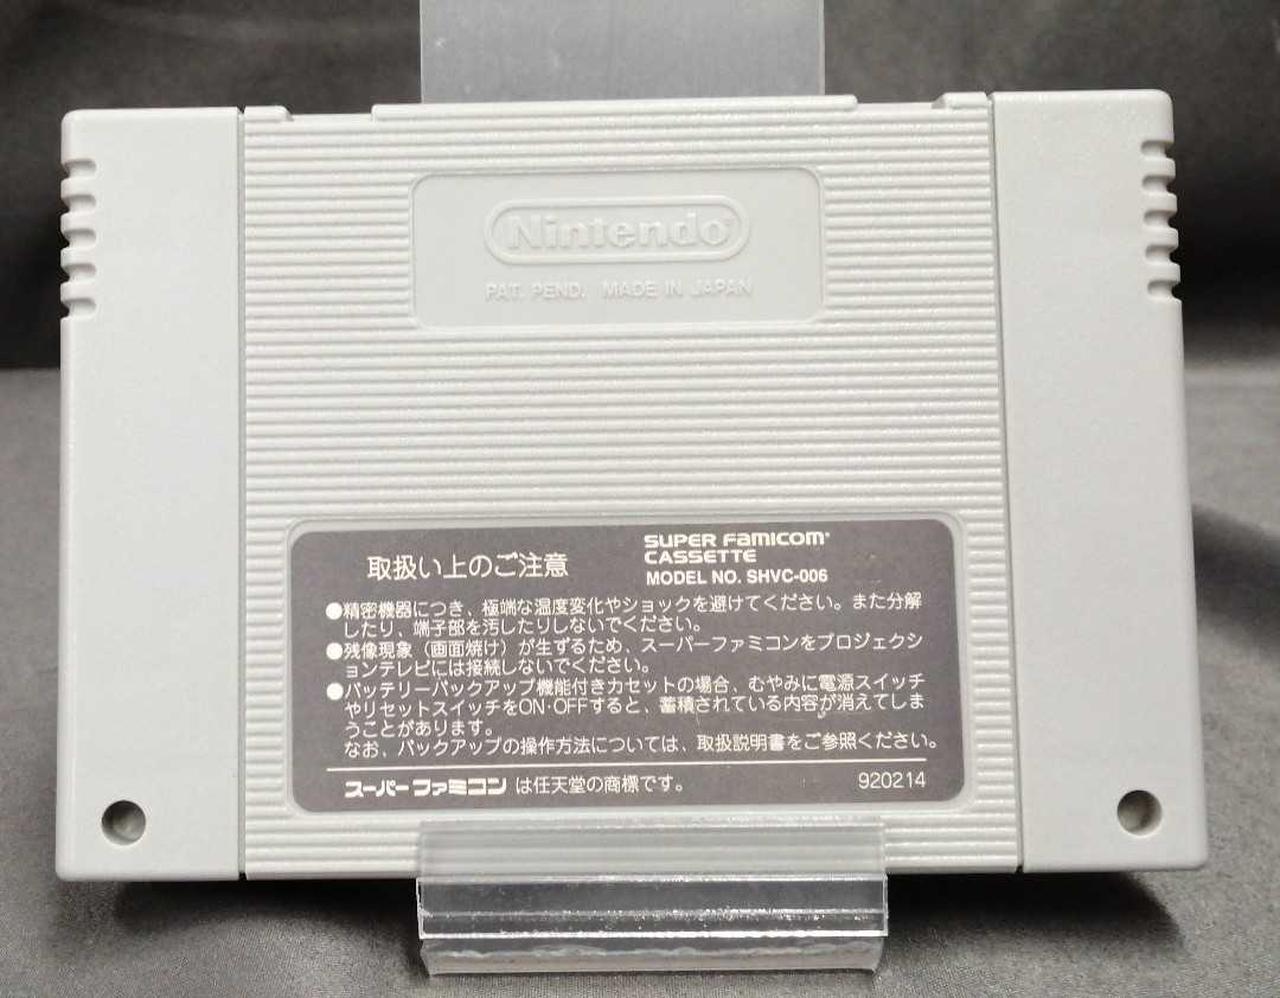 Nintendo
PAT. PEND. MADE IN JAPAN
取扱い上のご注意
SUPER FAMICOM
CASSETTE
MODEL NO. SHVC-006
●精密機器につき、極端な温度変化やショックを避けてください。また分解
したり、端子部を汚したりしないでください。
●残像現象（画面焼け）が生ずるため、スーパーファミコンをプロジェクシ
ョンテレビには接続しないでください。
●バッテリーバックアップ機能付きカセットの場合、むやみに電源スイッチ
やリセットスイッチをON・OFFすると、蓄積されている内容が消えてしま
うことがあります。
なお、バックアップの操作方法については、取扱説明書をご参照ください。
スーパーファミコン は任天堂の商標です。
920214